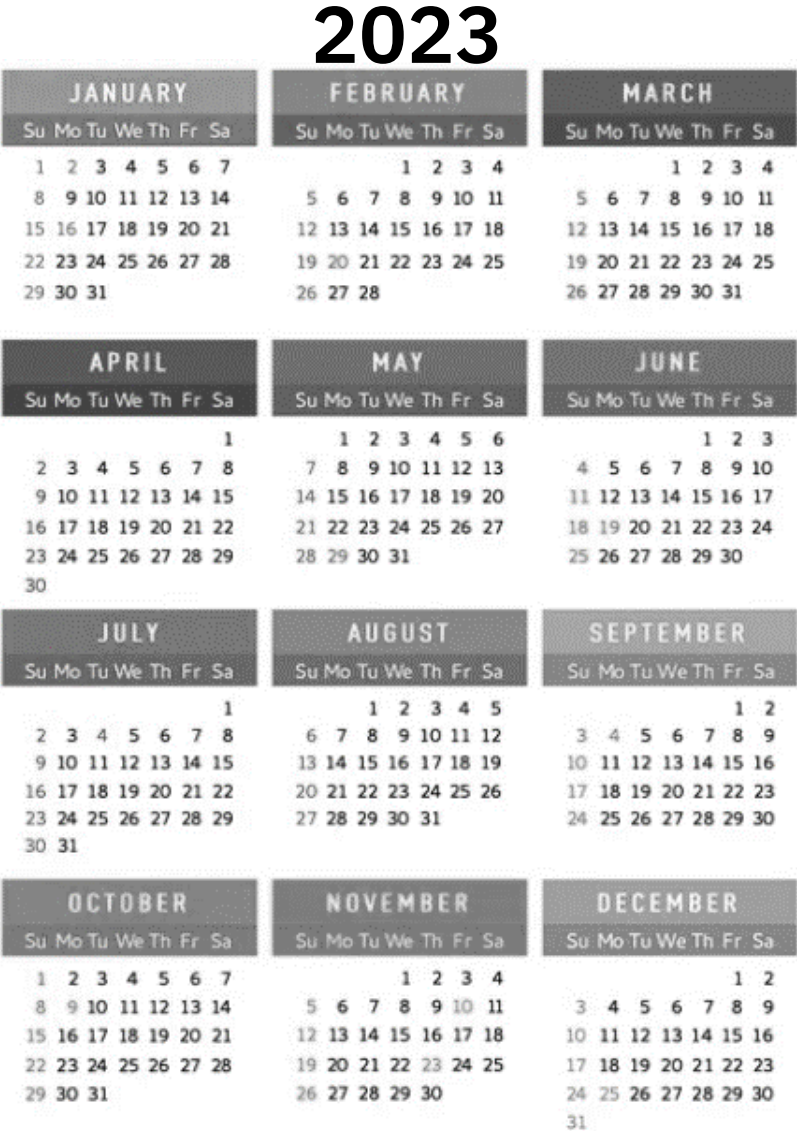 2023
JANUARY
Su Mo Tu We Th Fr Sa
1 2 3 4 5 6 7
8 9 10 11 12 13 14
15 16 17 18 19 20 21
22 23 24 25 26 27 28
29 30 31
FEBRUARY
Su Mo Tu We Th Fr Sa
1 2 3 4
5 6 7 8 9 10 11
12 13 14 15 16 17 18
19 20 21 22 23 24 25
26 27 28
MARCH
Su Mo Tu We Th Fr Sa
1 2 3 4
5 6 7 8 9 10 11
12 13 14 15 16 17 18
19 20 21 22 23 24 25
26 27 28 29 30 31
APRIL
Su Mo Tu We Th Fr Sa
1
2 3 4 5 6 7 8
9 10 11 12 13 14 15
16 17 18 19 20 21 22
23 24 25 26 27 28 29
30
MAY
Su Mo Tu We Th Fr Sa
1 2 3 4 5 6
7 8 9 10 11 12 13
14 15 16 17 18 19 20
21 22 23 24 25 26 27
28 29 30 31
JUNE
Su Mo Tu We Th Fr Sa
1 2 3
4 5 6 7 8 9 10
11 12 13 14 15 16 17
18 19 20 21 22 23 24
25 26 27 28 29 30
JULY
Su Mo Tu We Th Fr Sa
1
2 3 4 5 6 7 8
9 10 11 12 13 14 15
16 17 18 19 20 21 22
23 24 25 26 27 28 29
30 31
AUGUST
Su Mo Tu We Th Fr Sa
1 2 3 4 5
6 7 8 9 10 11 12
13 14 15 16 17 18 19
20 21 22 23 24 25 26
27 28 29 30 31
SEPTEMBER
Su Mo Tu We Th Fr Sa
1 2
3 4 5 6 7 8 9
10 11 12 13 14 15 16
17 18 19 20 21 22 23
24 25 26 27 28 29 30
OCTOBER
Su Mo Tu We Th Fr Sa
1 2 3 4 5 6 7
8 9 10 11 12 13 14
15 16 17 18 19 20 21
22 23 24 25 26 27 28
29 30 31
NOVEMBER
Su Mo Tu We Th Fr Sa
1 2 3 4
5 6 7 8 9 10 11
12 13 14 15 16 17 18
19 20 21 22 23 24 25
26 27 28 29 30
DECEMBER
Su Mo Tu We Th Fr Sa
1 2
3 4 5 6 7 8 9
10 11 12 13 14 15 16
17 18 19 20 21 22 23
24 25 26 27 28 29 30
31